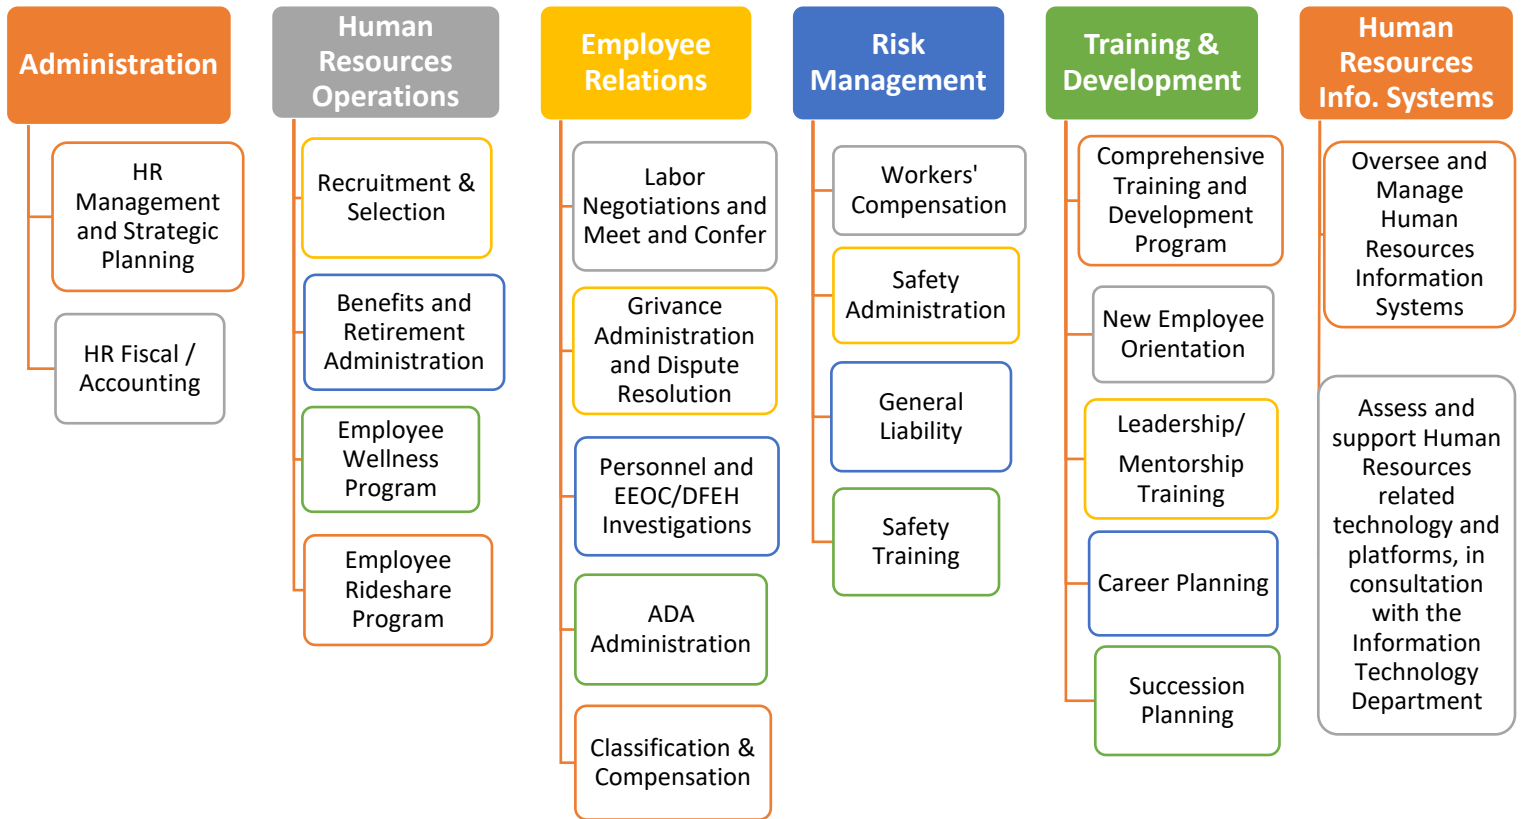 Administration
HR
Management
and Strategic
Planning
HR Fiscal /
Accounting
Human
Resources
Operations
Recruitment &
Selection
Benefits and
Retirement
Administration
Employee
Wellness
Program
Employee
Rideshare
Program
Employee
Relations
Labor
Negotiations and
Meet and Confer
Grivance
Administration
and Dispute
Resolution
Personnel and
EEOC/DFEH
Investigations
ADA
Administration
Classification &
Compensation
Risk
Management
Workers'
Compensation
Safety
Administration
General
Liability
Safety
Training
Training &
Development
Comprehensive
Training and
Development
Program
New Employee
Orientation
Leadership/
Mentorship
Training
Career Planning
Succession
Planning
Human
Resources
Info. Systems
Oversee and
Manage
Human
Resources
Information
Systems
Assess and
support Human
Resources
related
technology and
platforms, in
consultation
with the
Information
Technology
Department